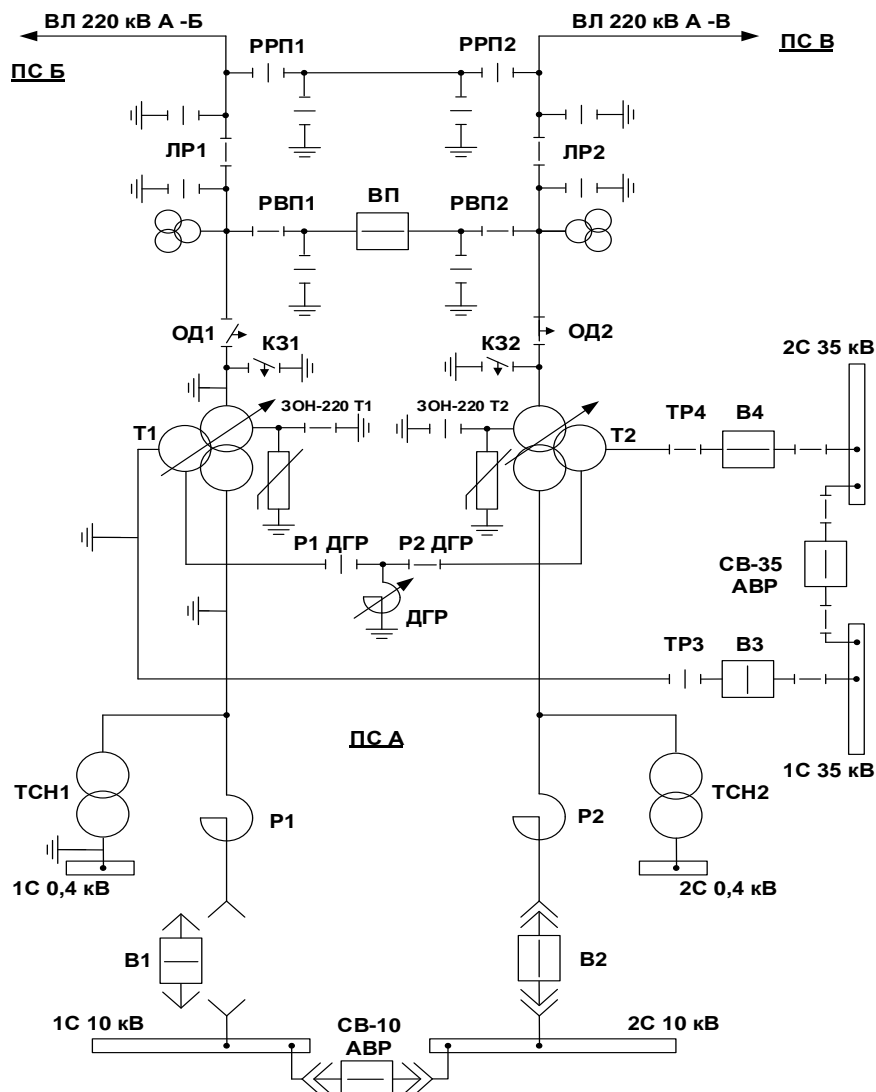 ВЛ 220 кВ А -Б
ВЛ 220 кВ А -В
ПС Б
РРП1
РРП2
ПС В
ЛР1
ЛР2
РВП1
ВП
РВП2
ОД1
КЗ1
КЗ2
ОД2
2С 35 кВ
ЗОН-220 Т1
ЗОН-220 Т2
Т1
Т2
ТР4
В4
Р1 ДГР
Р2 ДГР
СВ-35
АВР
ДГР
ТР3
В3
ПС А
1С 35 кВ
ТСН1
Р1
Р2
ТСН2
1С 0,4 кВ
2С 0,4 кВ
В1
В2
1С 10 кВ
СВ-10
АВР
2С 10 кВ